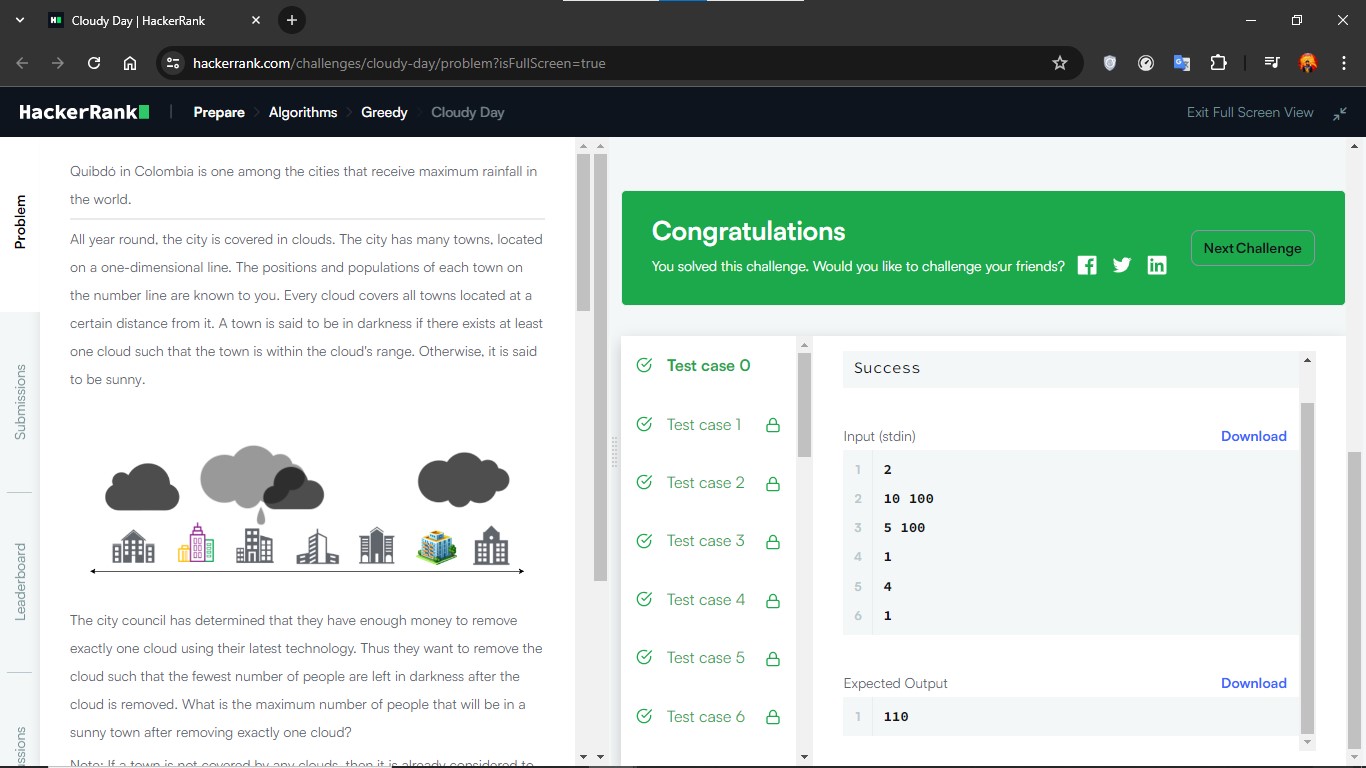 Cloudy Day | HackerRank
hackerrank.com/challenges/cloudy-day/problem?isFullScreen=true
HackerRank
Prepare
Algorithms
Greedy
Cloudy Day
Exit Full Screen View
Problem
Submissions
Leaderboard
ssions
Quibdó in Colombia is one among the cities that receive maximum rainfall in
the world.
All year round, the city is covered in clouds. The city has many towns, located
on a one-dimensional line. The positions and populations of each town on
the number line are known to you. Every cloud covers all towns located at a
certain distance from it. A town is said to be in darkness if there exists at least
one cloud such that the town is within the cloud's range. Otherwise, it is said
to be sunny.
The city council has determined that they have enough money to remove
exactly one cloud using their latest technology. Thus they want to remove the
cloud such that the fewest number of people are left in darkness after the
cloud is removed. What is the maximum number of people that will be in a
sunny town after removing exactly one cloud?
Note: If a town is not covered by any clouds, then it is already considered to
Congratulations
You solved this challenge. Would you like to challenge your friends?
Next Challenge
Test case 0
Test case 1
Test case 2
Test case 3
Test case 4
Test case 5
Test case 6
Success
Input (stdin)
Download
1 2
2 10 100
3 5 100
4 1
5 4
6 1
Expected Output
Download
1 110